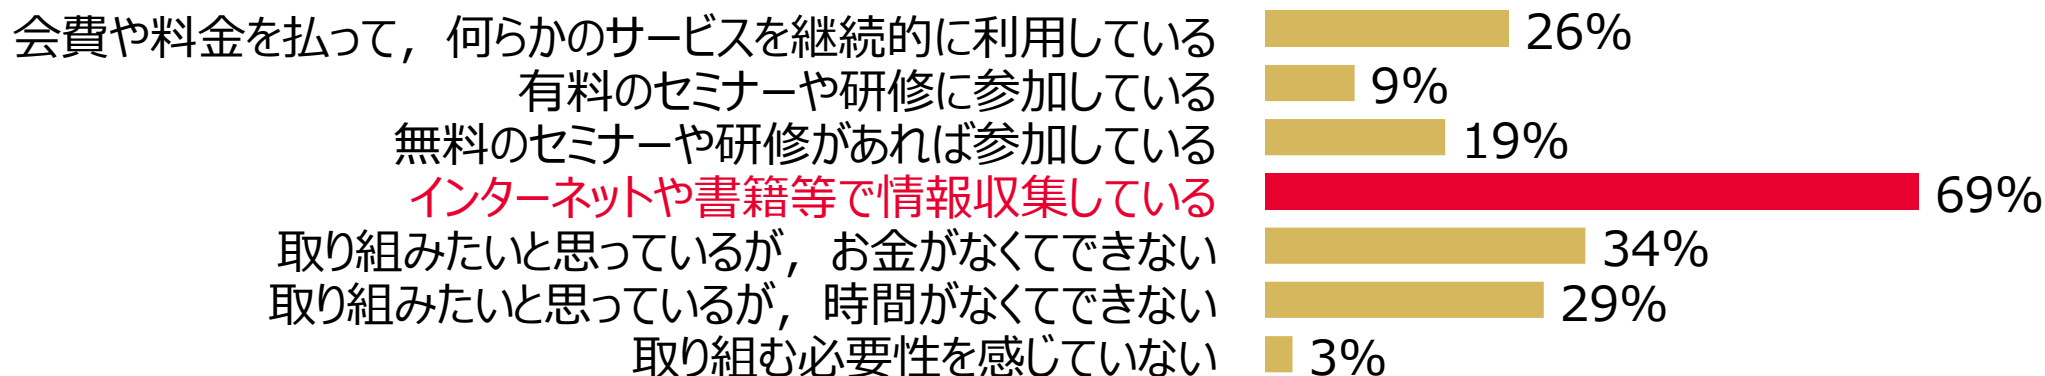 会費や料金を払って，何らかのサービスを継続的に利用している 26%
有料のセミナーや研修に参加している 9%
無料のセミナーや研修があれば参加している 19%
インターネットや書籍等で情報収集している 69%
取り組みたいと思っているが，お金がなくてできない 34%
取り組みたいと思っているが，時間がなくてできない 29%
取り組む必要性を感じていない 3%